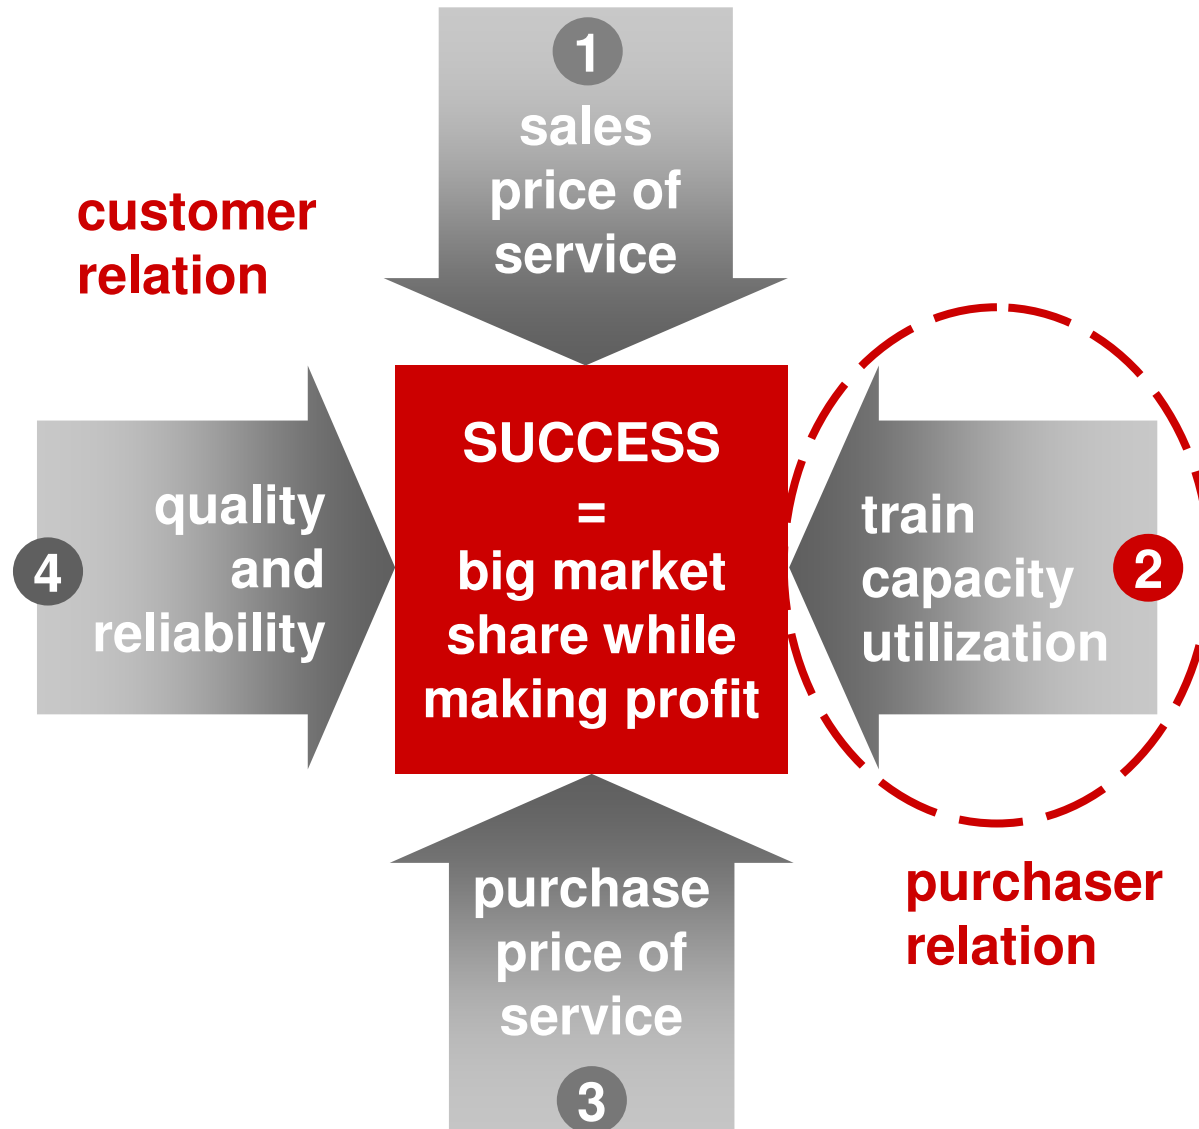 1
sales
price of
service
customer
relation
4
quality
and
reliability
SUCCESS
=
big market
share while
making profit
train
capacity
utilization
2
purchaser
relation
purchase
price of
service
3